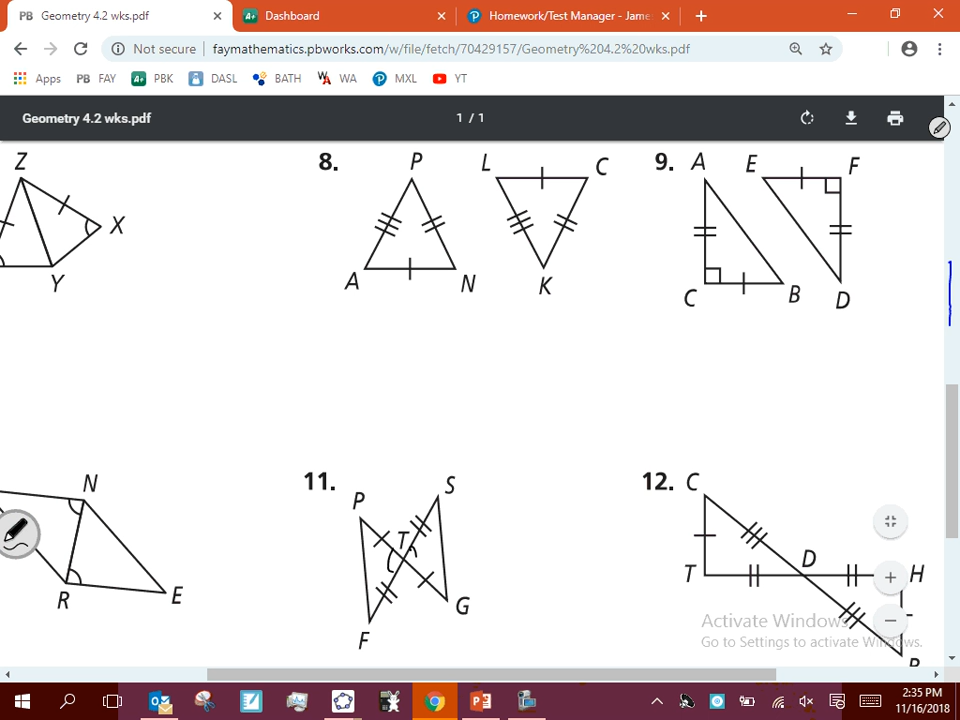 PB Geometry 4.2 wks.pdf
A+ Dashboard
P Homework/Test Manager - Jame
Not secure
faymathematics.pbworks.com/w/file/fetch/70429157/Geometry%204.2%20wks.pdf
Apps
PB FAY
A+ PBK
DASL
BATH
WA
MXL
YT
Geometry 4.2 wks.pdf
1 / 1
Z
X
Y
8.
P
A
N
L
C
K
9.
A
C
B
E
F
D
N
R
E
11.
P
S
T
G
F
12.
C
T
D
H
Activate Windows
Go to Settings to activate Windows.
2:35 PM
11/16/2018